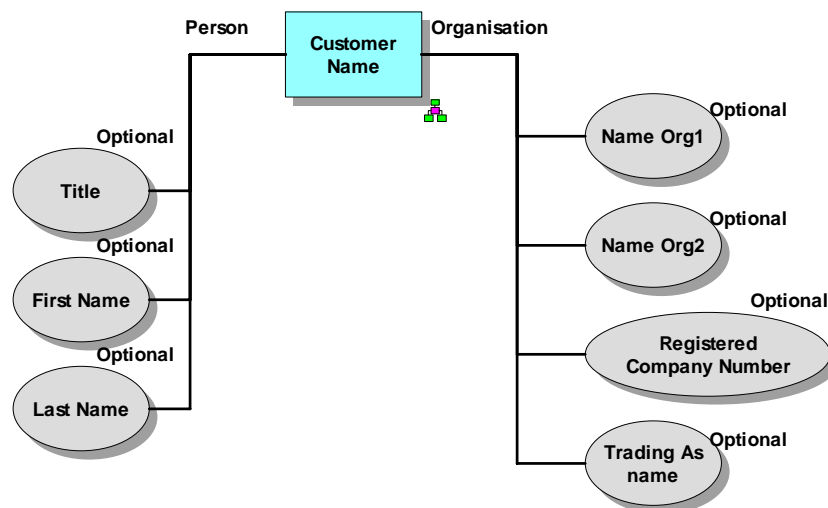 Person
Customer
Name
Organisation
Optional
Title
Optional
First Name
Optional
Last Name
Optional
Name Org1
Optional
Name Org2
Optional
Registered
Company Number
Optional
Trading As
name